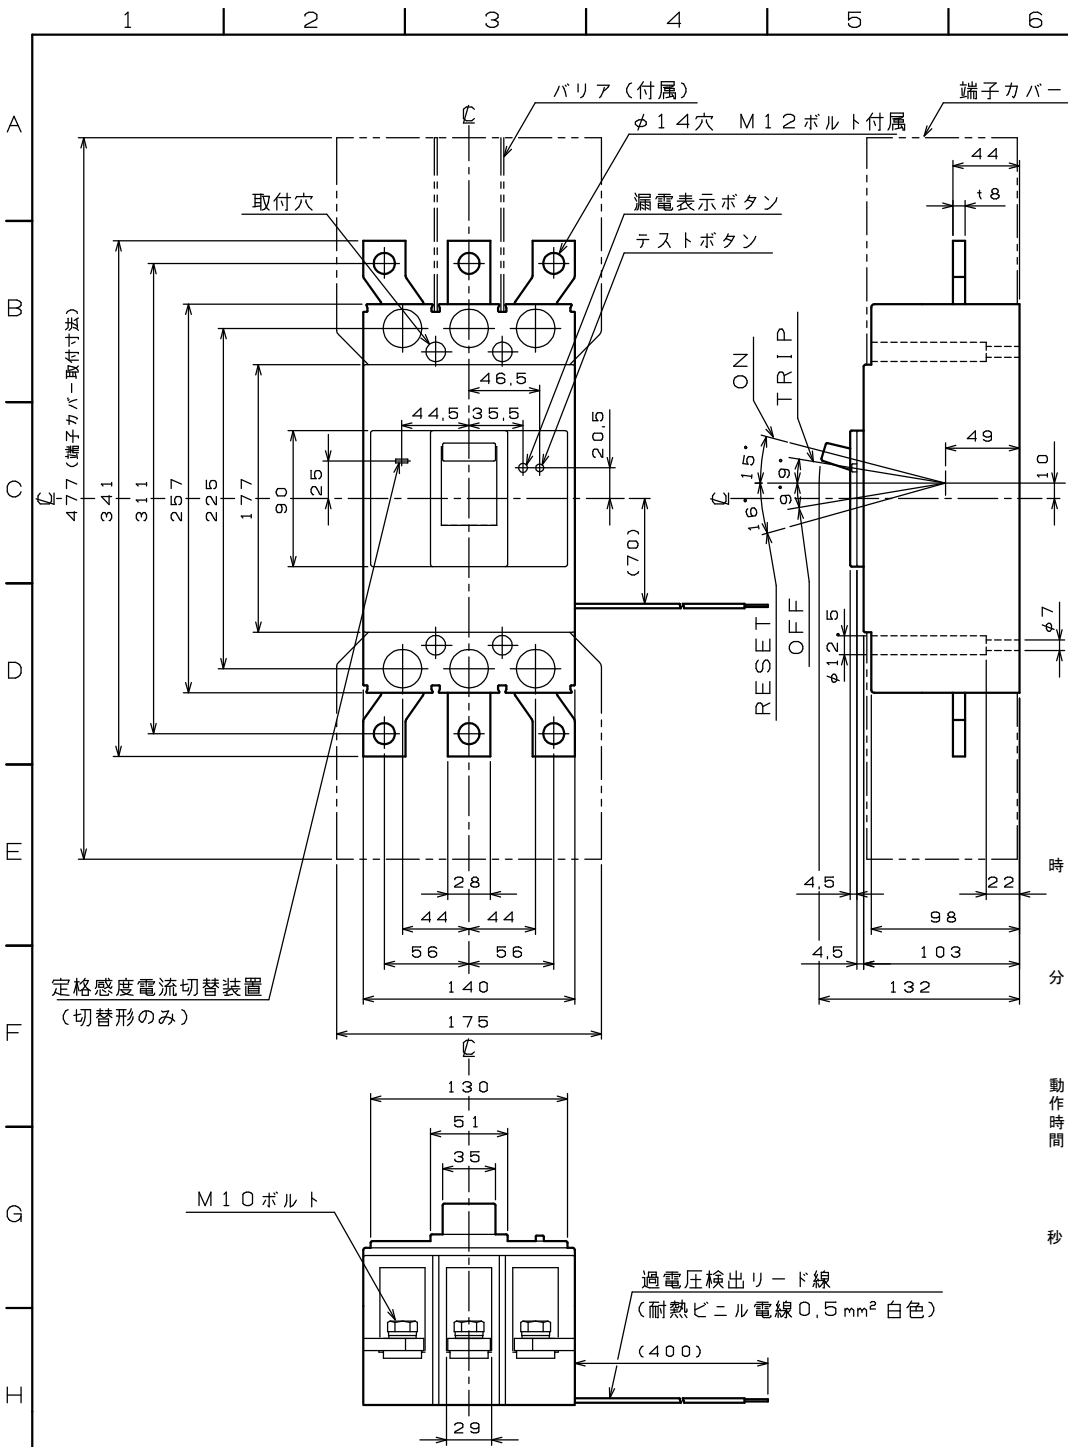 1 2 3 4 5 6
A
B
C
D
E
F
G
H
バリア（付属）
端子カバー
φ14穴 M12ボルト付属
取付穴
漏電表示ボタン
テストボタン
℄
44
t8
477（端子カバー取付寸法）
341
311
257
225
177
90
25
46.5
44.5
35.5
20.5
(70)
℄
℄
ON
TRIP
15°
9°
9°
16°
RESET
OFF
49
10
φ12.5
φ7
28
44
44
56
56
140
175
℄
定格感度電流切替装置
（切替形のみ）
4.5
22
98
4.5
103
132
時
分
動作時間
秒
130
51
35
M10ボルト
過電圧検出リード線
（耐熱ビニル電線0.5mm² 白色）
(400)
29